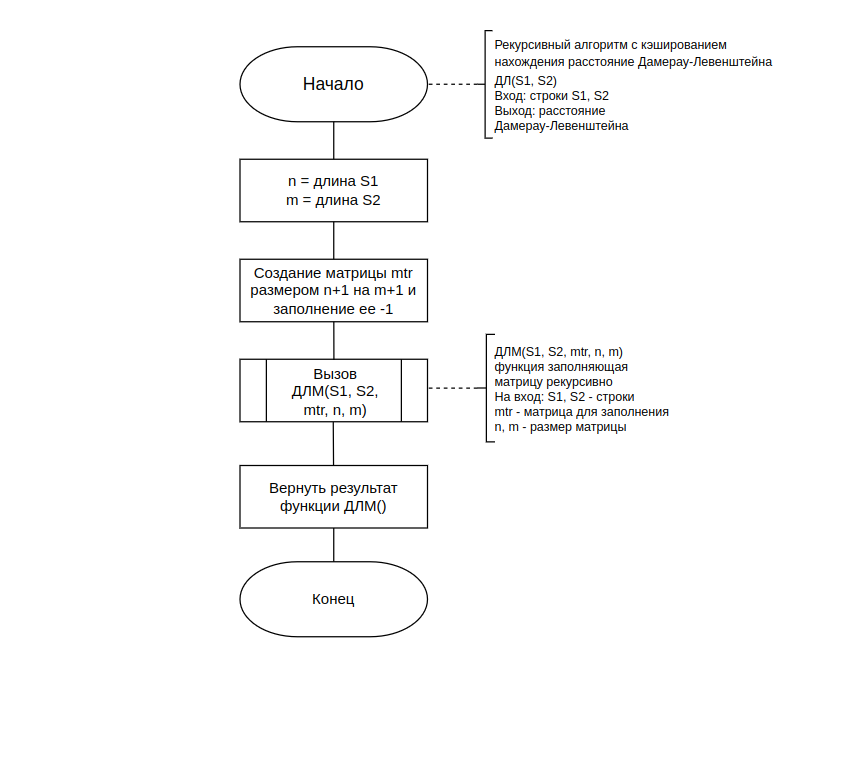 Начало
Рекурсивный алгоритм с кэшированием
нахождения расстояние Дамерау-Левенштейна
ДЛ(S1, S2)
Вход: строки S1, S2
Выход: расстояние
Дамерау-Левенштейна
n = длина S1
m = длина S2
Создание матрицы mtr
размером n+1 на m+1 и
заполнение ее -1
Вызов
ДЛМ(S1, S2,
mtr, n, m)
ДЛМ(S1, S2, mtr, n, m)
функция заполняющая
матрицу рекурсивно
На вход: S1, S2 - строки
mtr - матрица для заполнения
n, m - размер матрицы
Вернуть результат
функции ДЛМ()
Конец